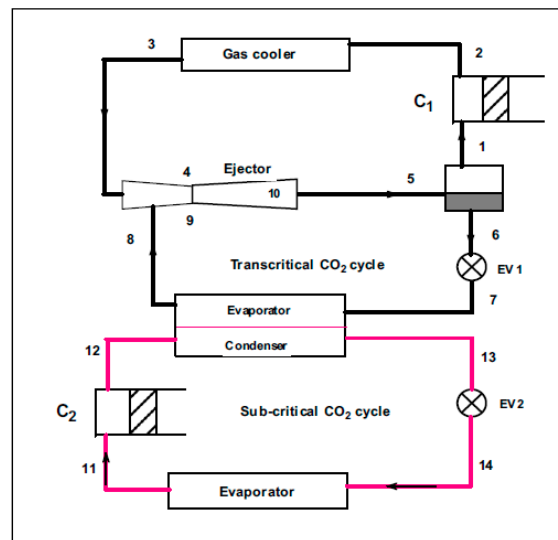 3
Gas cooler
2
C1
1
4
Ejector
10
5
9
8
6
Transcritical CO2 cycle
EV 1
7
Evaporator
Condenser
12
13
C2
Sub-critical CO2 cycle
EV 2
11
14
Evaporator